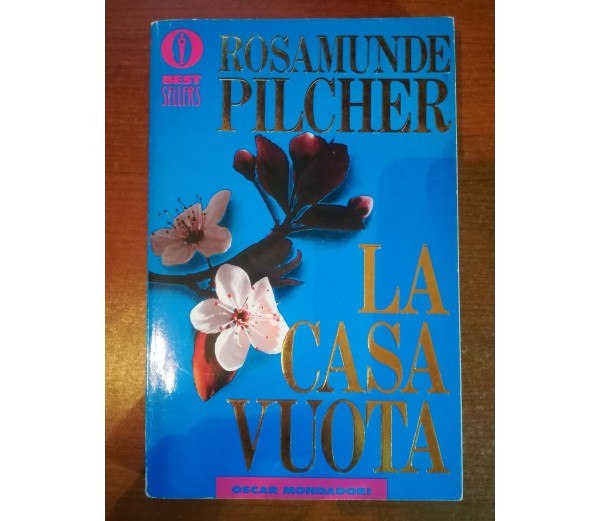 ROSAMUNDE
PILCHER
BEST
SELLERS
LA
CASA
VUOTA
OSCAR MONDADORI